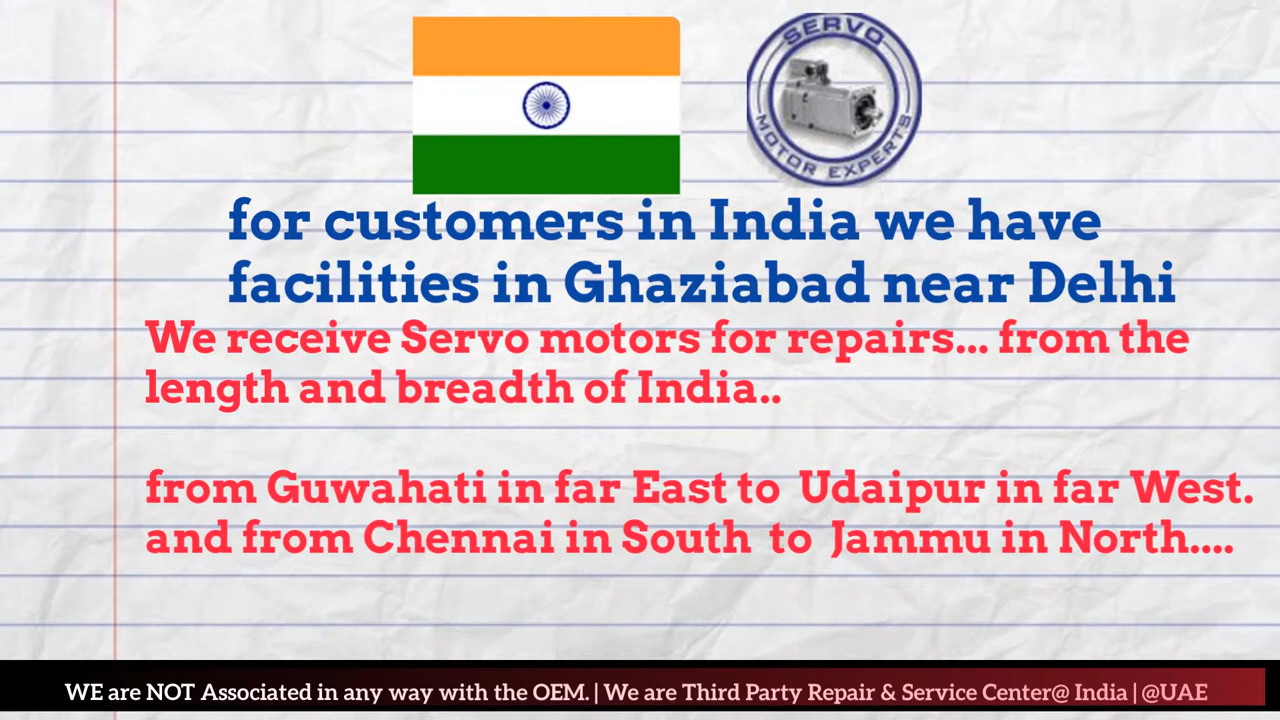 SERVO
MOTOR EXPERTS
for customers in India we have
facilities in Ghaziabad near Delhi
We receive Servo motors for repairs... from the
length and breadth of India..
from Guwahati in far East to Udaipur in far West.
and from Chennai in South to Jammu in North....
WE are NOT Associated in any way with the OEM. | We are Third Party Repair & Service Center@ India | @UAE